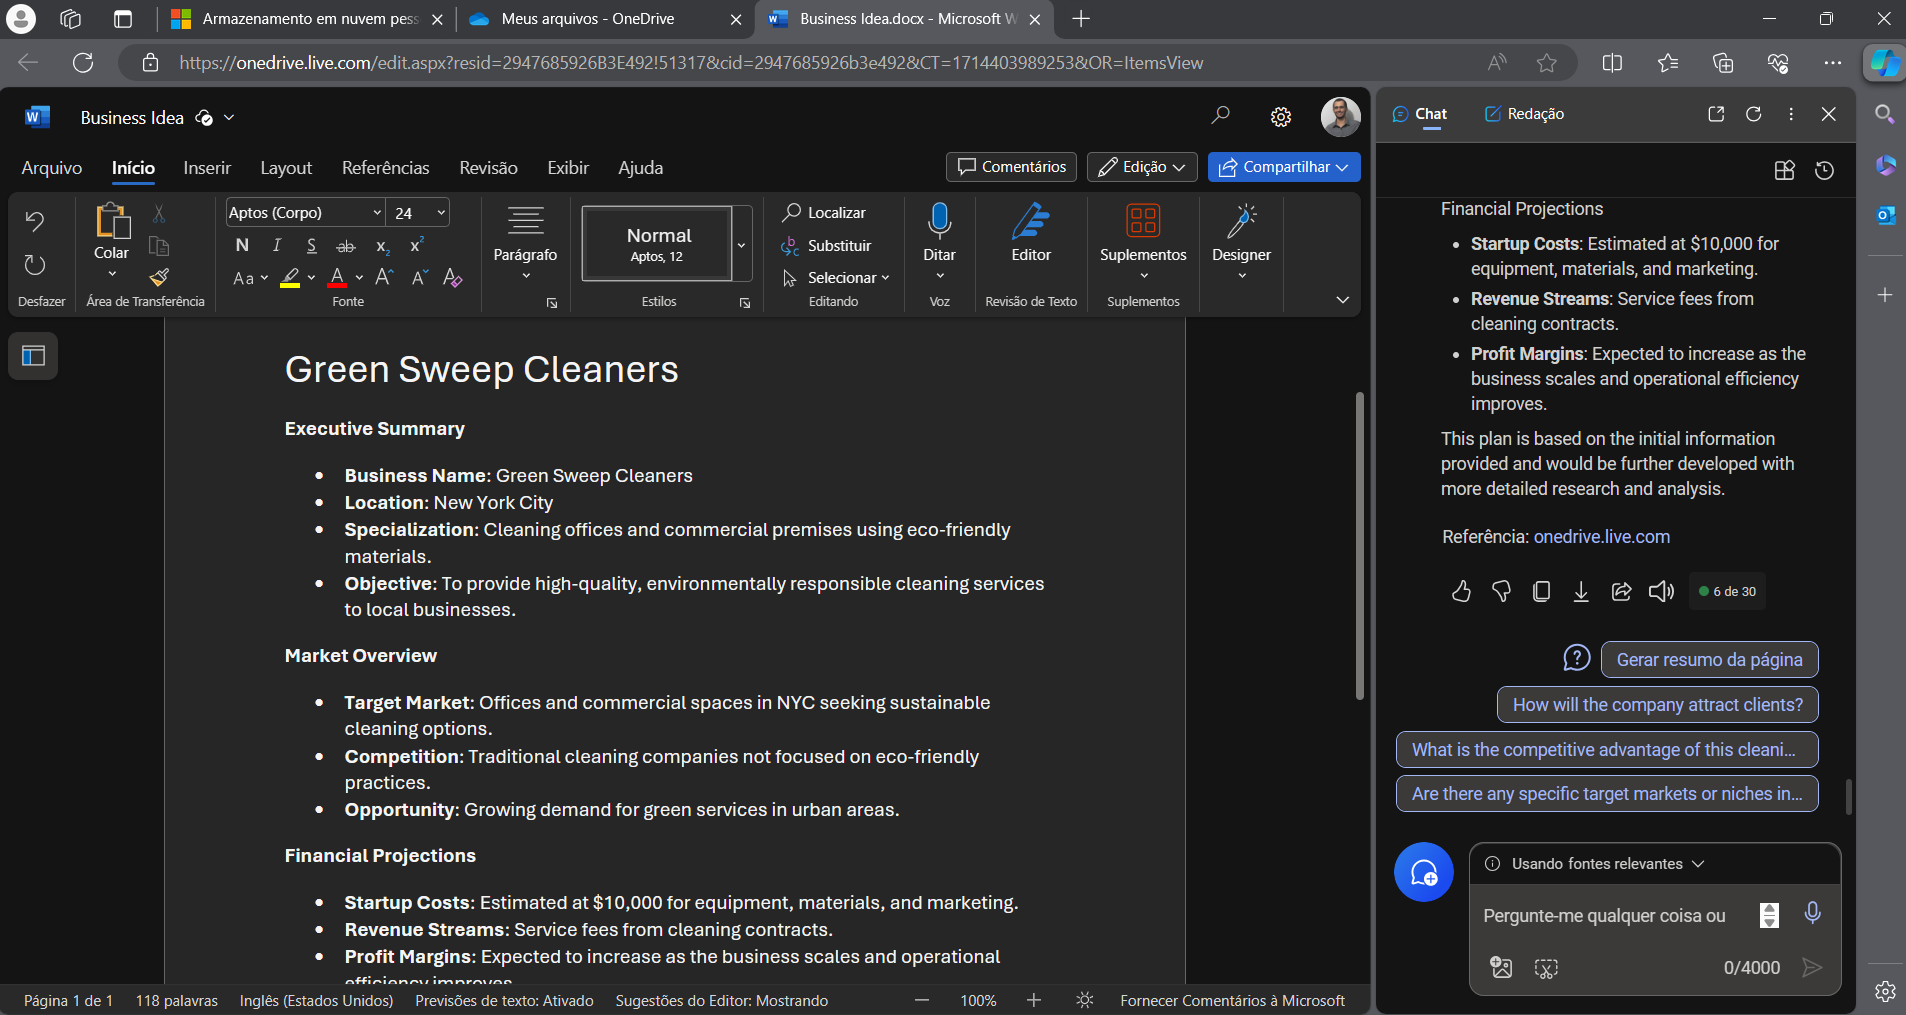 Armazenamento em nuvem pess
Meus arquivos - OneDrive
Business Idea.docx - Microsoft W
https://onedrive.live.com/edit.aspx?resid=2947685926B3E492!51317&cid=2947685926b3e492&CT=1714403989253&OR=ItemsView
Business Idea
Arquivo Início Inserir Layout Referências Revisão Exibir Ajuda
Comentários Edição Compartilhar
Desfazer
Colar
Área de Transferência
Aptos (Corpo) 24
N I S ab x₂ x²
Aa A A A A
Fonte
Parágrafo
Normal
Aptos, 12
Estilos
Localizar
Substituir
Selecionar
Editando
Ditar
Voz
Editor
Revisão de Texto
Suplementos
Suplementos
Designer
Green Sweep Cleaners
Executive Summary
• Business Name: Green Sweep Cleaners
• Location: New York City
• Specialization: Cleaning offices and commercial premises using eco-friendly
materials.
• Objective: To provide high-quality, environmentally responsible cleaning services
to local businesses.
Market Overview
• Target Market: Offices and commercial spaces in NYC seeking sustainable
cleaning options.
• Competition: Traditional cleaning companies not focused on eco-friendly
practices.
• Opportunity: Growing demand for green services in urban areas.
Financial Projections
• Startup Costs: Estimated at $10,000 for equipment, materials, and marketing.
• Revenue Streams: Service fees from cleaning contracts.
• Profit Margins: Expected to increase as the business scales and operational
efficiency improves.
Página 1 de 1 118 palavras Inglês (Estados Unidos) Previsões de texto: Ativado Sugestões do Editor: Mostrando 100% Fornecer Comentários à Microsoft
Chat Redação
Financial Projections
• Startup Costs: Estimated at $10,000 for
equipment, materials, and marketing.
• Revenue Streams: Service fees from
cleaning contracts.
• Profit Margins: Expected to increase as the
business scales and operational efficiency
improves.
This plan is based on the initial information
provided and would be further developed with
more detailed research and analysis.
Referência: onedrive.live.com
6 de 30
Gerar resumo da página
How will the company attract clients?
What is the competitive advantage of this cleani...
Are there any specific target markets or niches in...
Usando fontes relevantes
Pergunte-me qualquer coisa ou
0/4000